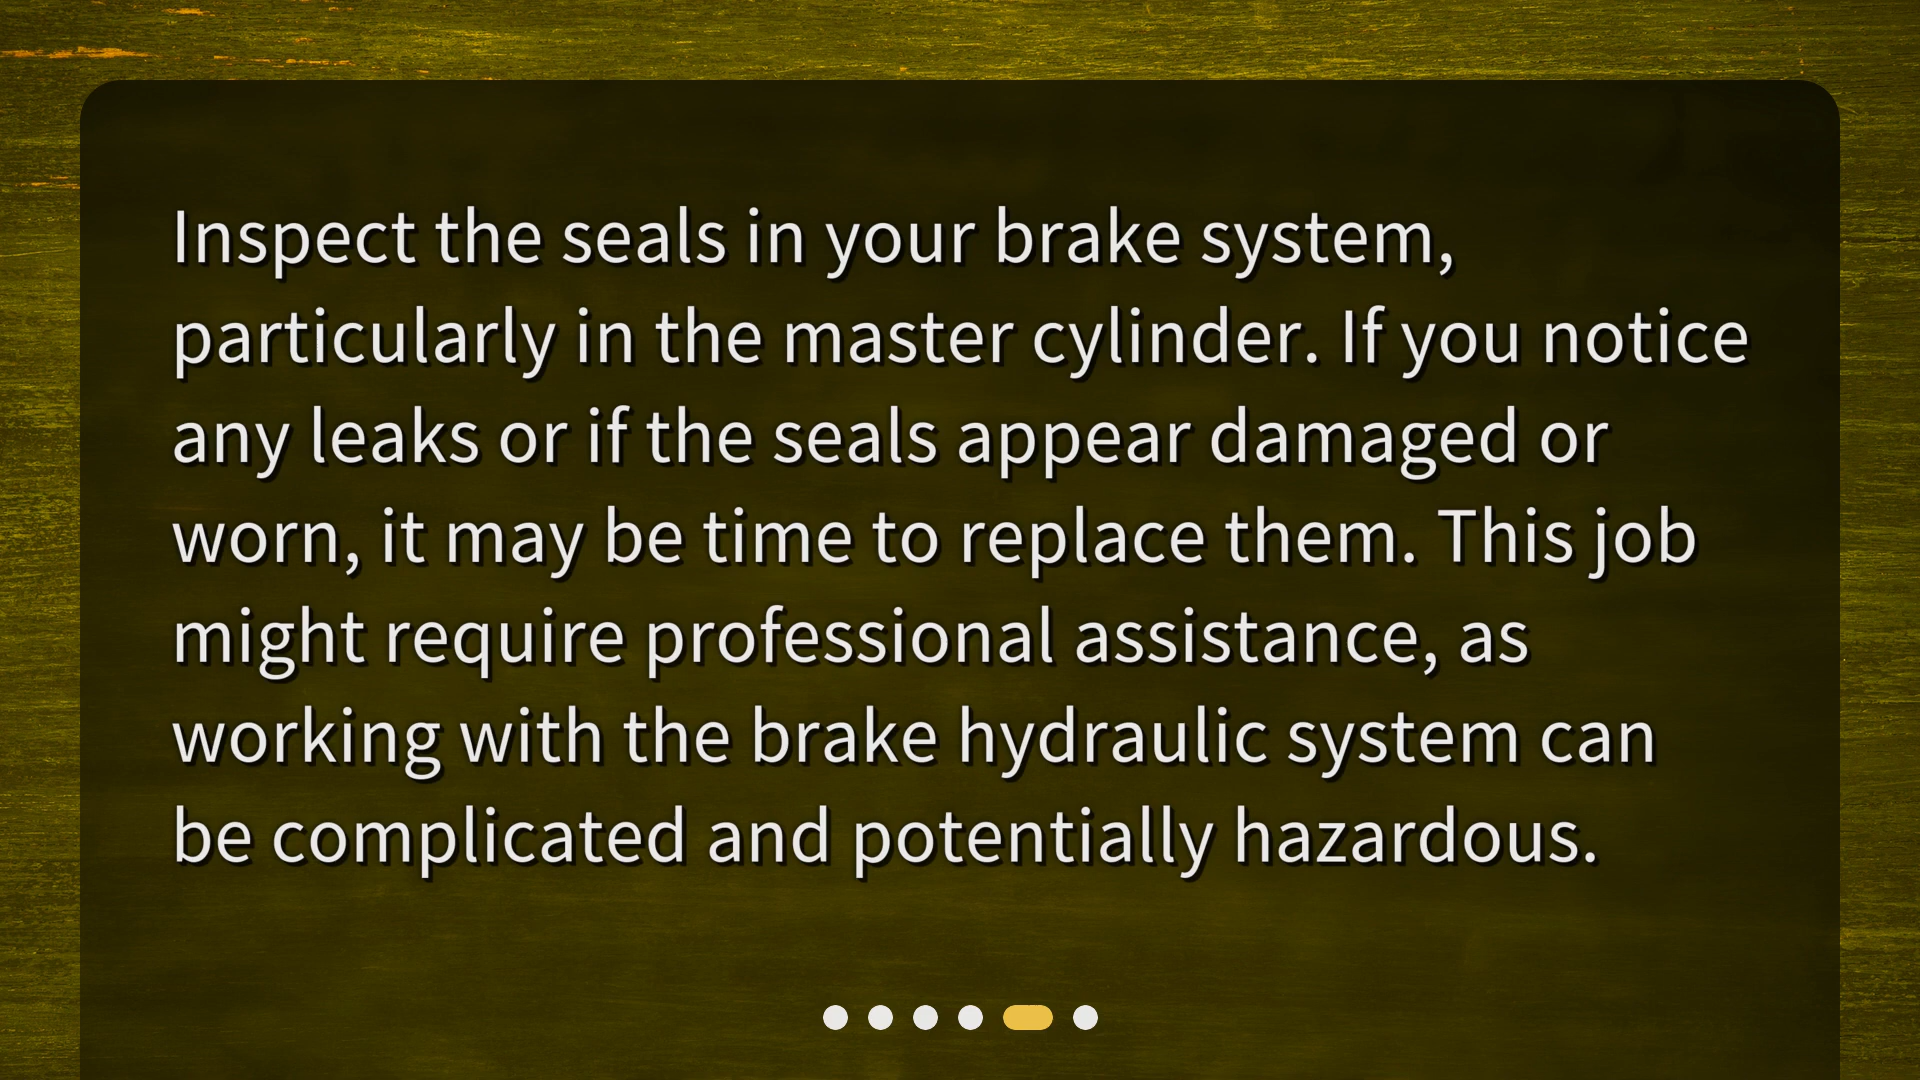 Inspect the seals in your brake system,
particularly in the master cylinder. If you notice
any leaks or if the seals appear damaged or
worn, it may be time to replace them. This job
might require professional assistance, as
working with the brake hydraulic system can
be complicated and potentially hazardous.